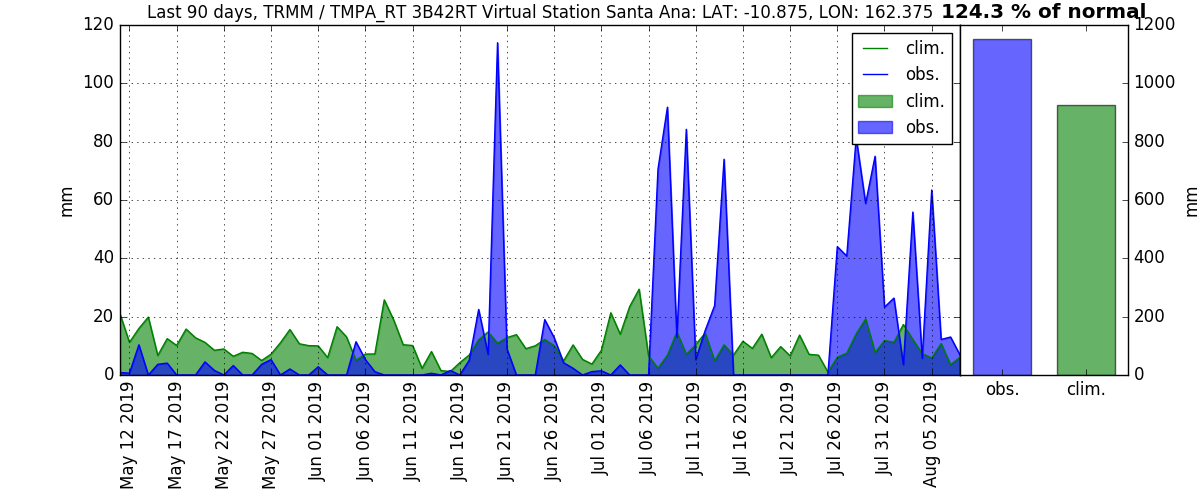 Last 90 days, TRMM / TMPA_RT 3B42RT Virtual Station Santa Ana: LAT: -10.875, LON: 162.375 124.3 % of normal
120
100
80
60
40
20
0
mm
clim.
obs.
clim.
obs.
1200
1000
800
600
400
200
0
mm
May 12 2019
May 17 2019
May 22 2019
May 27 2019
Jun 01 2019
Jun 06 2019
Jun 11 2019
Jun 16 2019
Jun 21 2019
Jun 26 2019
Jul 01 2019
Jul 06 2019
Jul 11 2019
Jul 16 2019
Jul 21 2019
Jul 26 2019
Jul 31 2019
Aug 05 2019
obs.
clim.